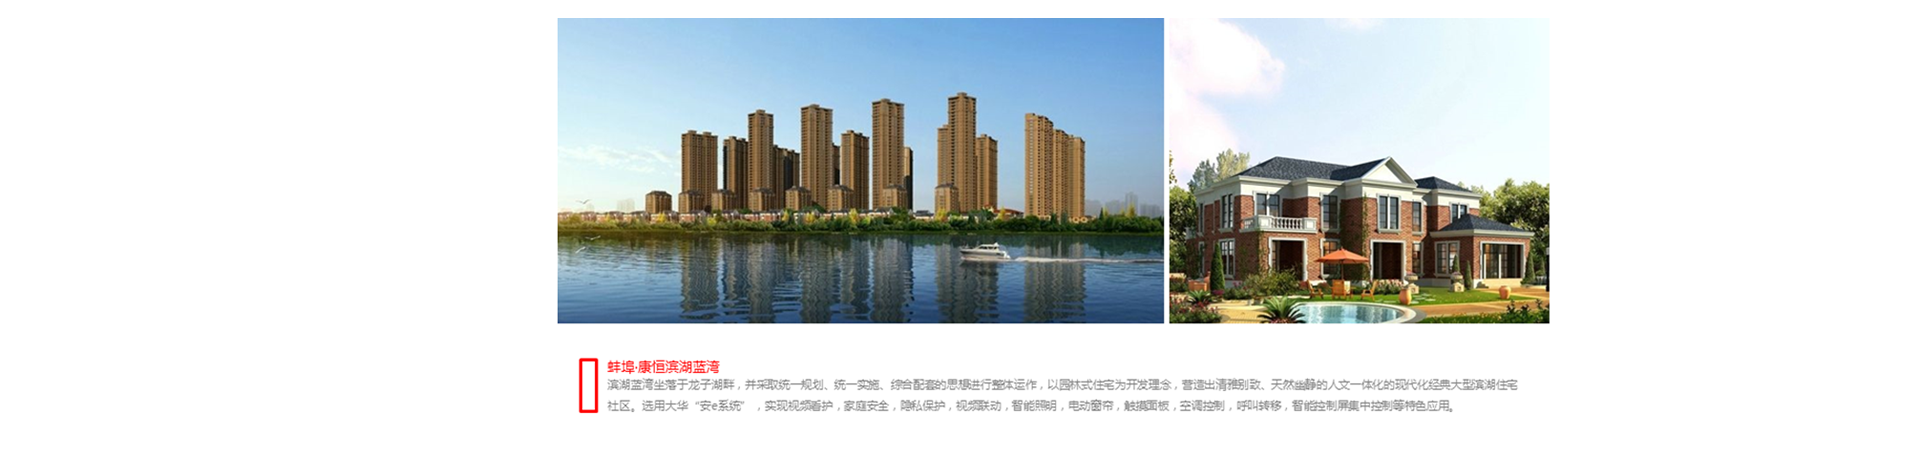 蚌埠·康恒滨湖蓝湾
滨湖蓝湾坐落于龙子湖畔，并采取统一规划、统一实施、综合配套的思想进行整体运作，以园林式住宅为开发理念，营造出清雅别致、天然幽静的人文一体化的现代化经典大型滨湖住宅
社区。选用大华“安e系统”，实现视频看护，家庭安全，隐私保护，视频联动，智能照明，电动窗帘，触摸面板，空调控制，呼叫转移，智能控制屏集中控制等特色应用。